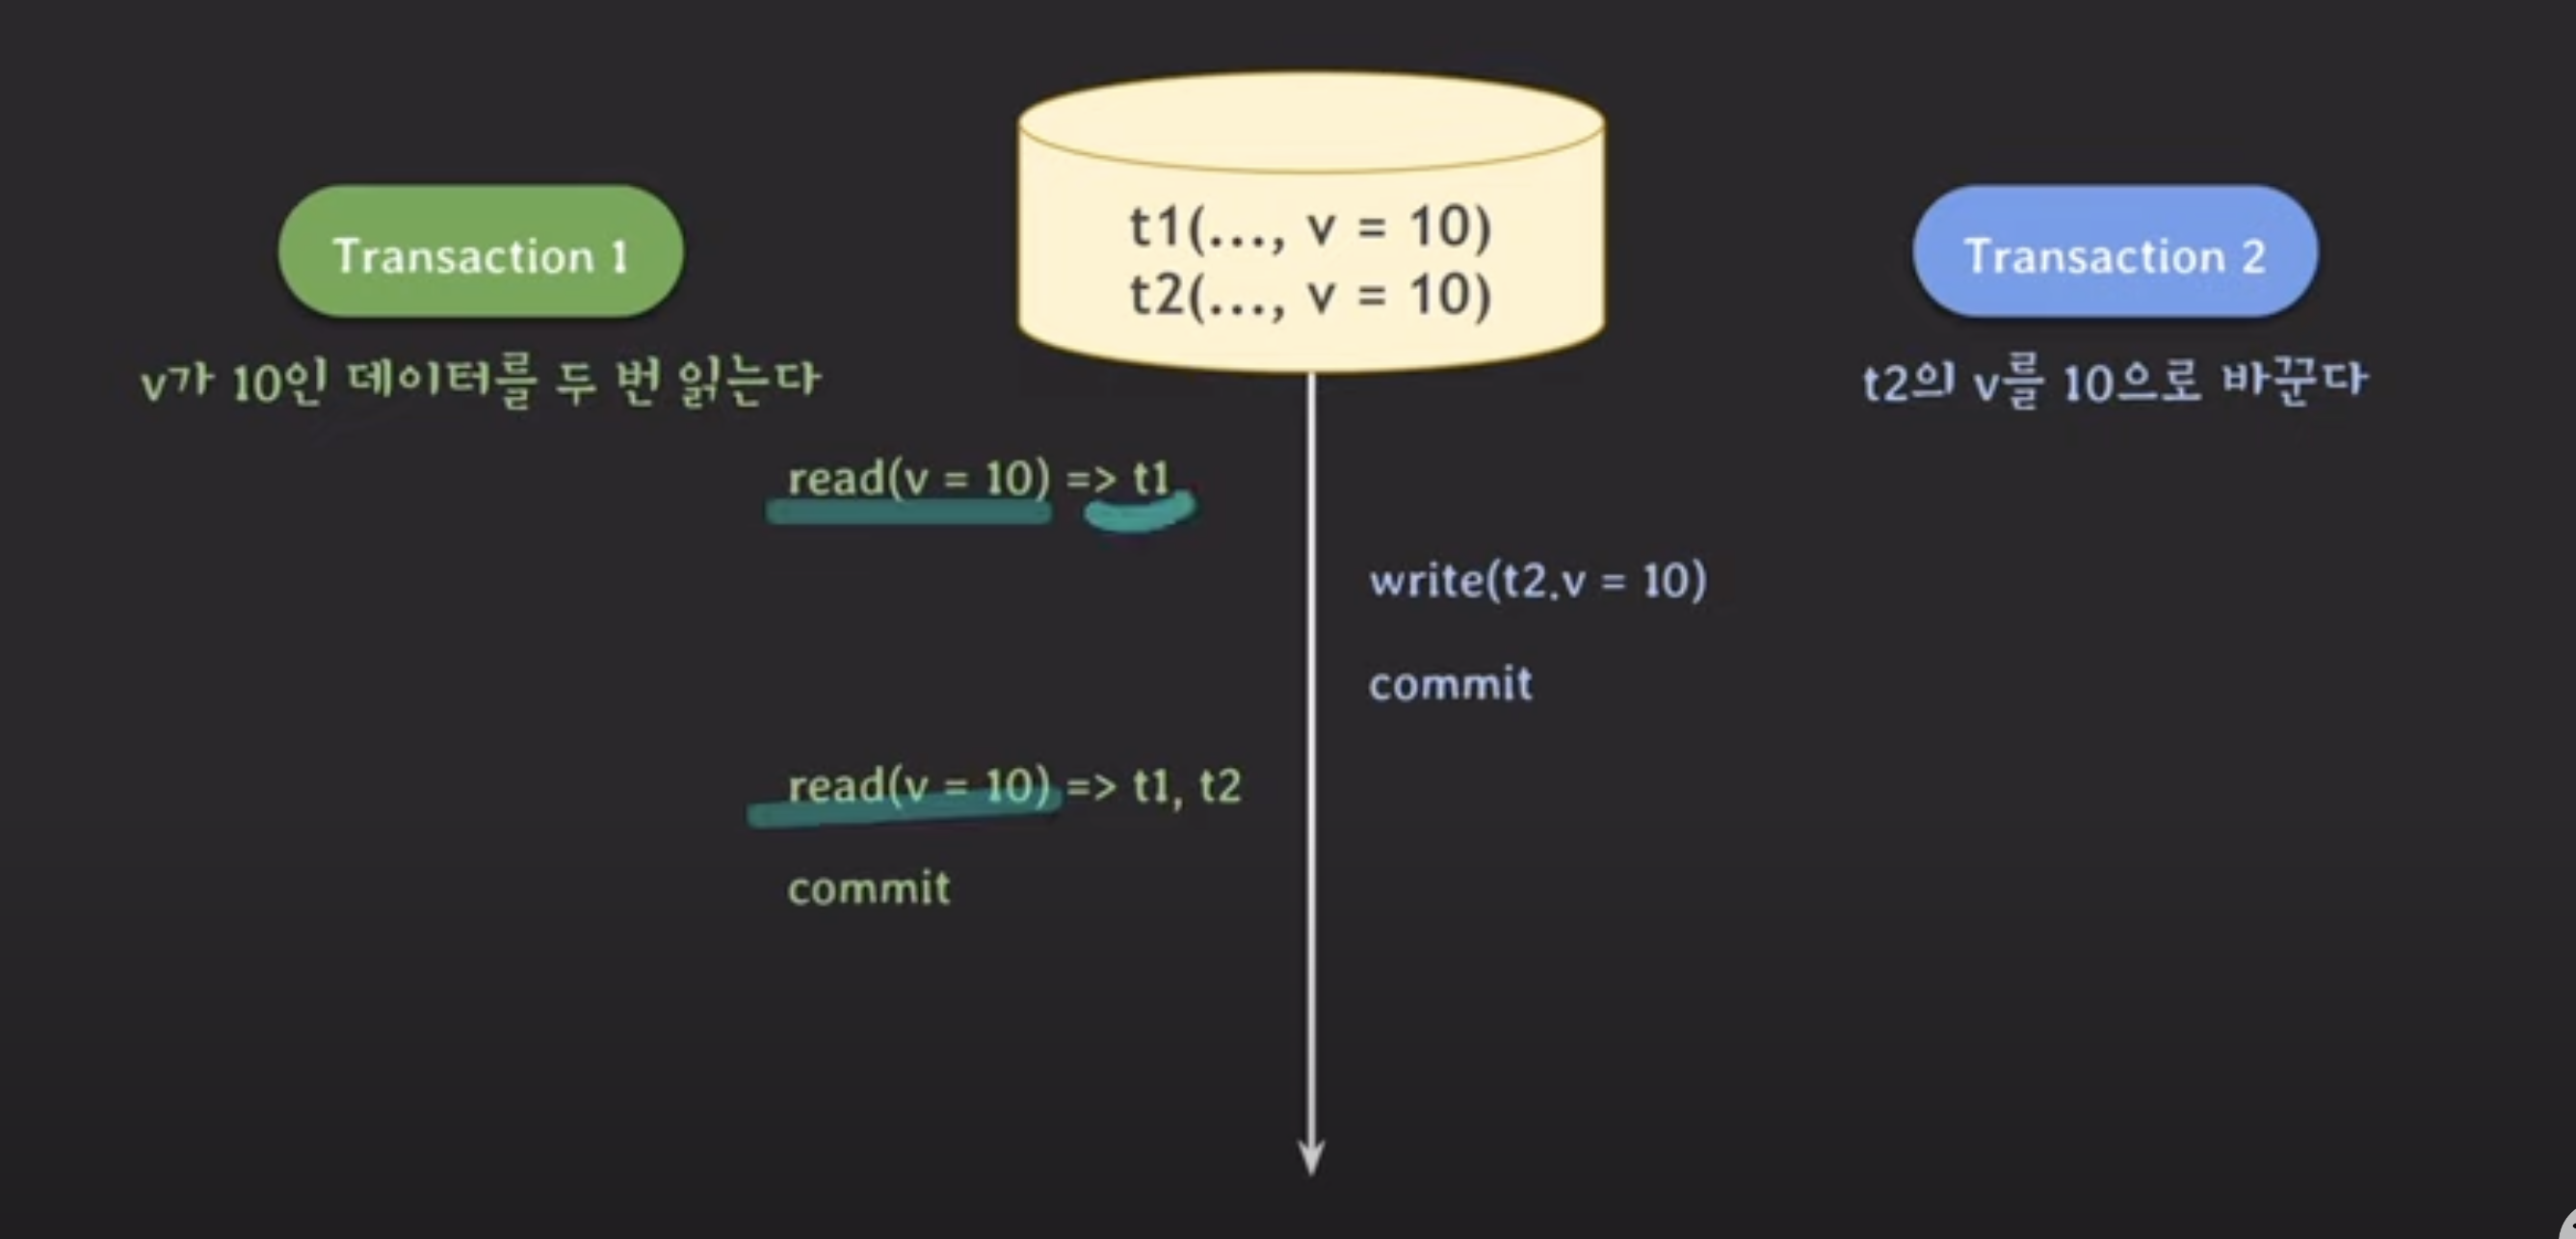 t1(..., v = 10)
t2(..., v = 10)
Transaction 1
Transaction 2
v가 10인 데이터를 두 번 읽는다
t2의 v를 10으로 바꾼다
read(v = 10) => t1
write(t2.v = 10)
commit
read(v = 10) => t1, t2
commit